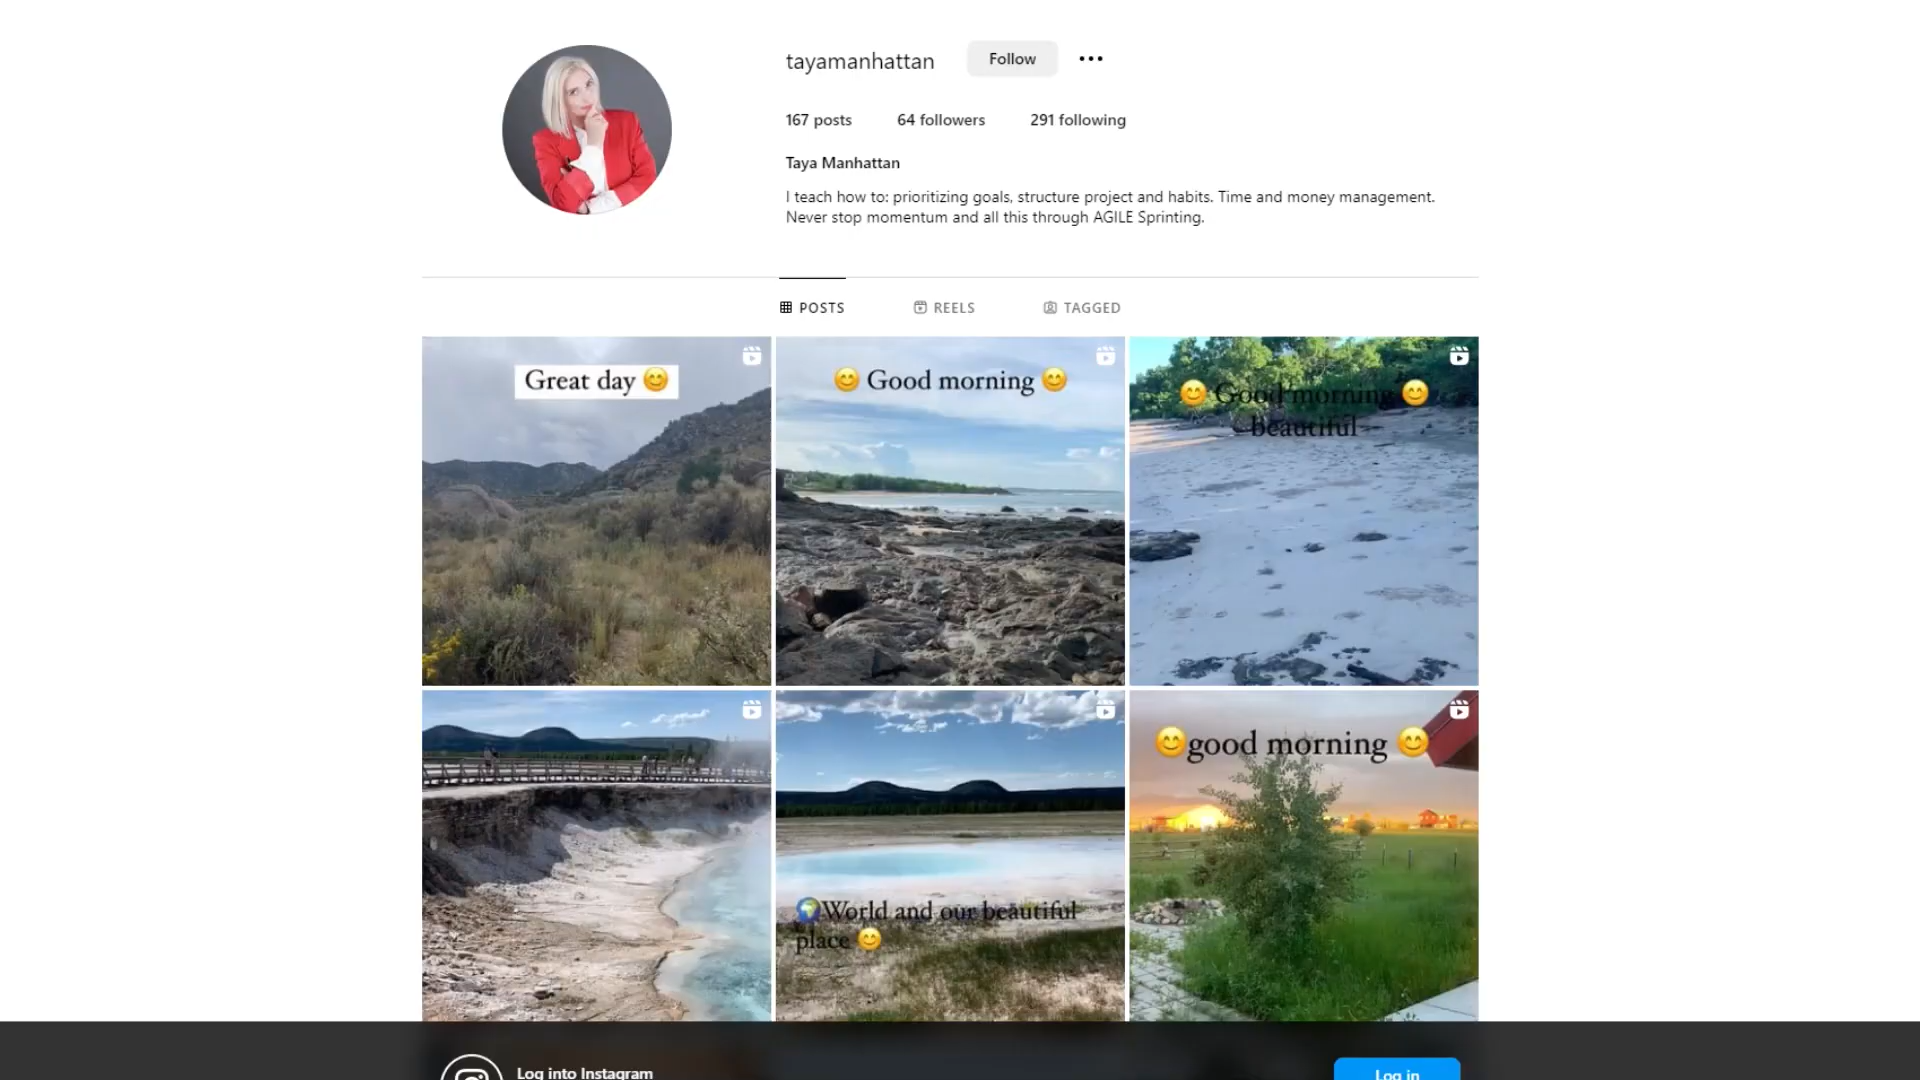 tayamanhattan
Follow
167 posts
64 followers
291 following
Taya Manhattan
I teach how to: prioritizing goals, structure project and habits. Time and money management.
Never stop momentum and all this through AGILE Sprinting.
POSTS
REELS
TAGGED
Great day 😊
😊 Good morning 😊
😊 Good morning 😊
beautiful
🌍World and our beautiful
place 😊
😊good morning 😊
Log into Instagram
Log in